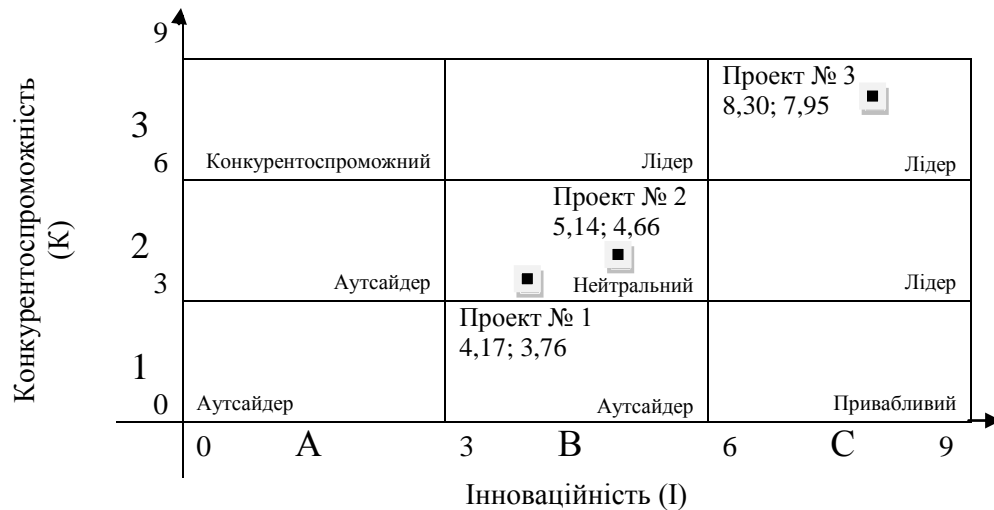 9
Проект № 3
8,30; 7,95
3
6
Конкурентоспроможний
Лідер
Лідер
Проект № 2
5,14; 4,66
2
3
Аутсайдер
Нейтральний
Лідер
Проект № 1
4,17; 3,76
1
0
Аутсайдер
Аутсайдер
Привабливий
0
A
3
B
6
C
9
Інноваційність (І)
Конкурентоспроможність
(К)